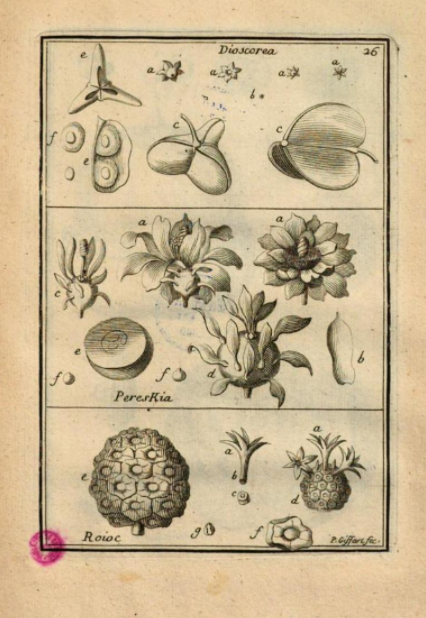 Dioscorea 26
e a a a a
b
f e c c
a a
c
e d b
f f
Pereskia
a a
e b
c d
g f
Roioc P. Giffart fic.